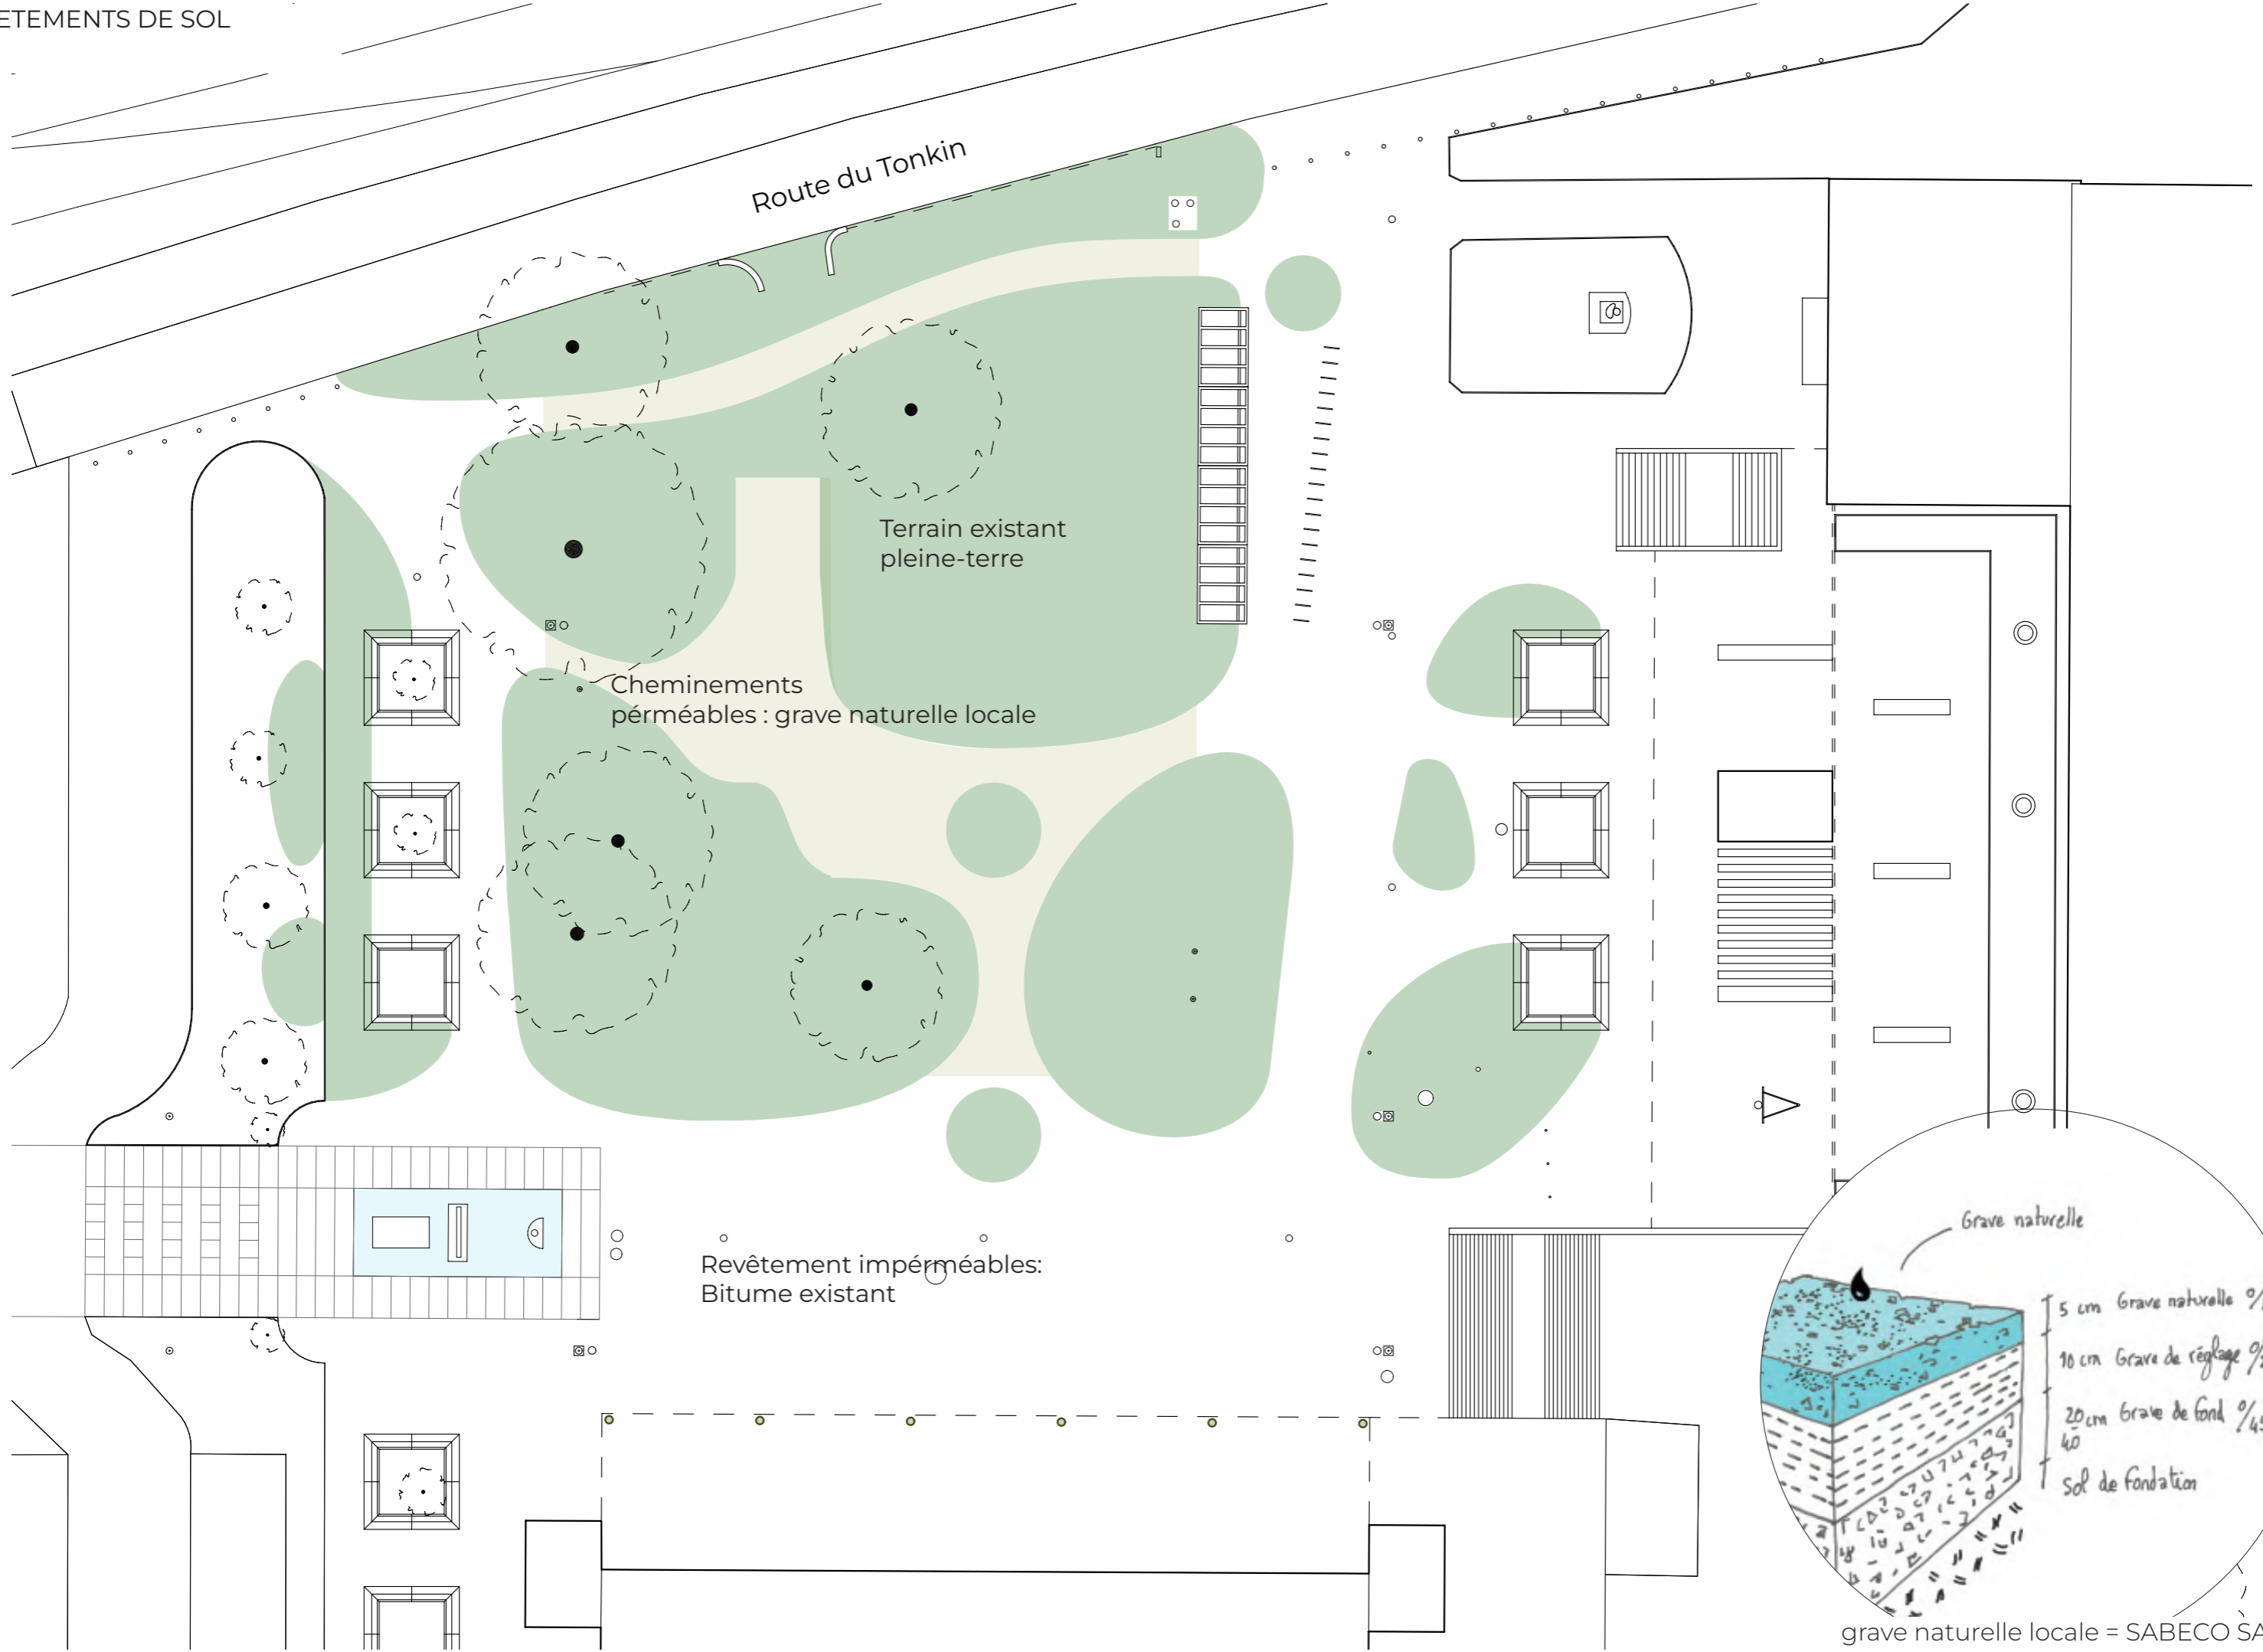 ETEMENTS DE SOL
Route du Tonkin
Terrain existant
pleine-terre
Cheminements
pérméables : grave naturelle locale
Revêtement impérméables:
Bitume existant
Grave naturelle
5 cm Grave naturelle
10 cm Grave de réglage
20 cm Grave de fond
40
Sol de fondation
grave naturelle locale = SABECO SA